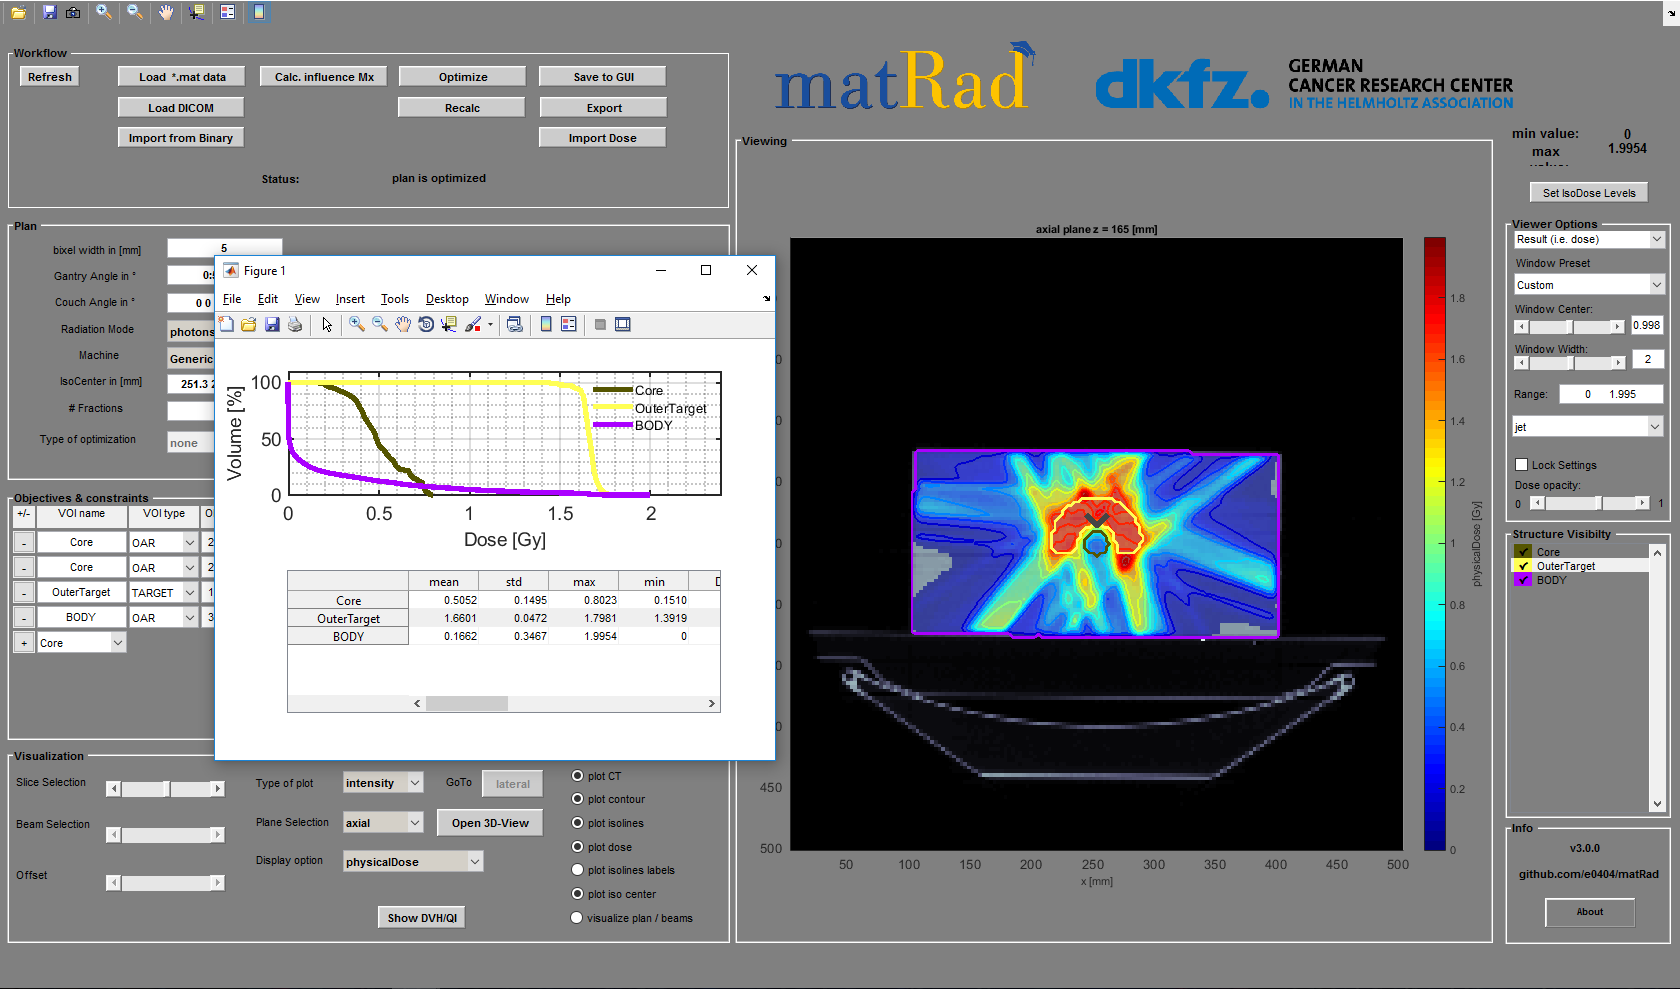 Workflow
Refresh
Load *.mat data
Calc. influence Mx
Optimize
Save to GUI
Load DICOM
Recalc
Export
Import from Binary
Import Dose
Status:
plan is optimized
matRad
dkfz.
GERMAN
CANCER RESEARCH CENTER
IN THE HELMHOLTZ ASSOCIATION
Plan
bixel width in [mm]
5
Gantry Angle in °
Couch Angle in °
0 0
Radiation Mode
photons
Machine
Generic
IsoCenter in [mm]
251.3
# Fractions
Type of optimization
none
Objectives & constraints
+/-
VOI name
VOI type
-
Core
OAR
2
-
Core
OAR
2
-
OuterTarget
TARGET
1
-
BODY
OAR
3
+
Core
Figure 1
File
Edit
View
Insert
Tools
Desktop
Window
Help
Volume [%]
100
50
0
0
0.5
1
1.5
2
Dose [Gy]
Core
OuterTarget
BODY
mean
std
max
min
Core
0.5052
0.1495
0.8023
0.1510
OuterTarget
1.6601
0.0472
1.7981
1.3919
BODY
0.1662
0.3467
1.9954
0
Visualization
Slice Selection
Beam Selection
Offset
Type of plot
intensity
GoTo
lateral
Plane Selection
axial
Open 3D-View
Display option
physicalDose
Show DVH/QI
plot CT
plot contour
plot isolines
plot dose
plot isolines labels
plot iso center
visualize plan / beams
Viewing
axial plane z = 165 [mm]
450
500
50
100
150
200
250
300
350
400
450
500
x [mm]
1.8
1.6
1.4
1.2
1
0.8
0.6
0.4
0.2
0
physicalDose [Gy]
min value:
0
max
1.9954
Set IsoDose Levels
Viewer Options
Result (i.e. dose)
Window Preset
Custom
Window Center:
0.998
Window Width:
2
Range:
0 1.995
jet
Lock Settings
Dose opacity:
0
1
Structure Visibilty
Core
OuterTarget
BODY
Info
v3.0.0
github.com/e0404/matRad
About